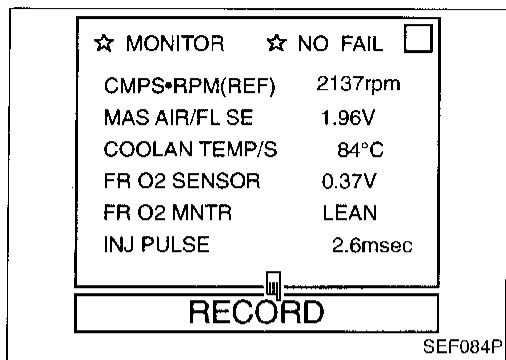 ☆ MONITOR ☆ NO FAIL
CMPS•RPM(REF) 2137rpm
MAS AIR/FL SE 1.96V
COOLAN TEMP/S 84°C
FR O2 SENSOR 0.37V
FR O2 MNTR LEAN
INJ PULSE 2.6msec
RECORD
SEF084P